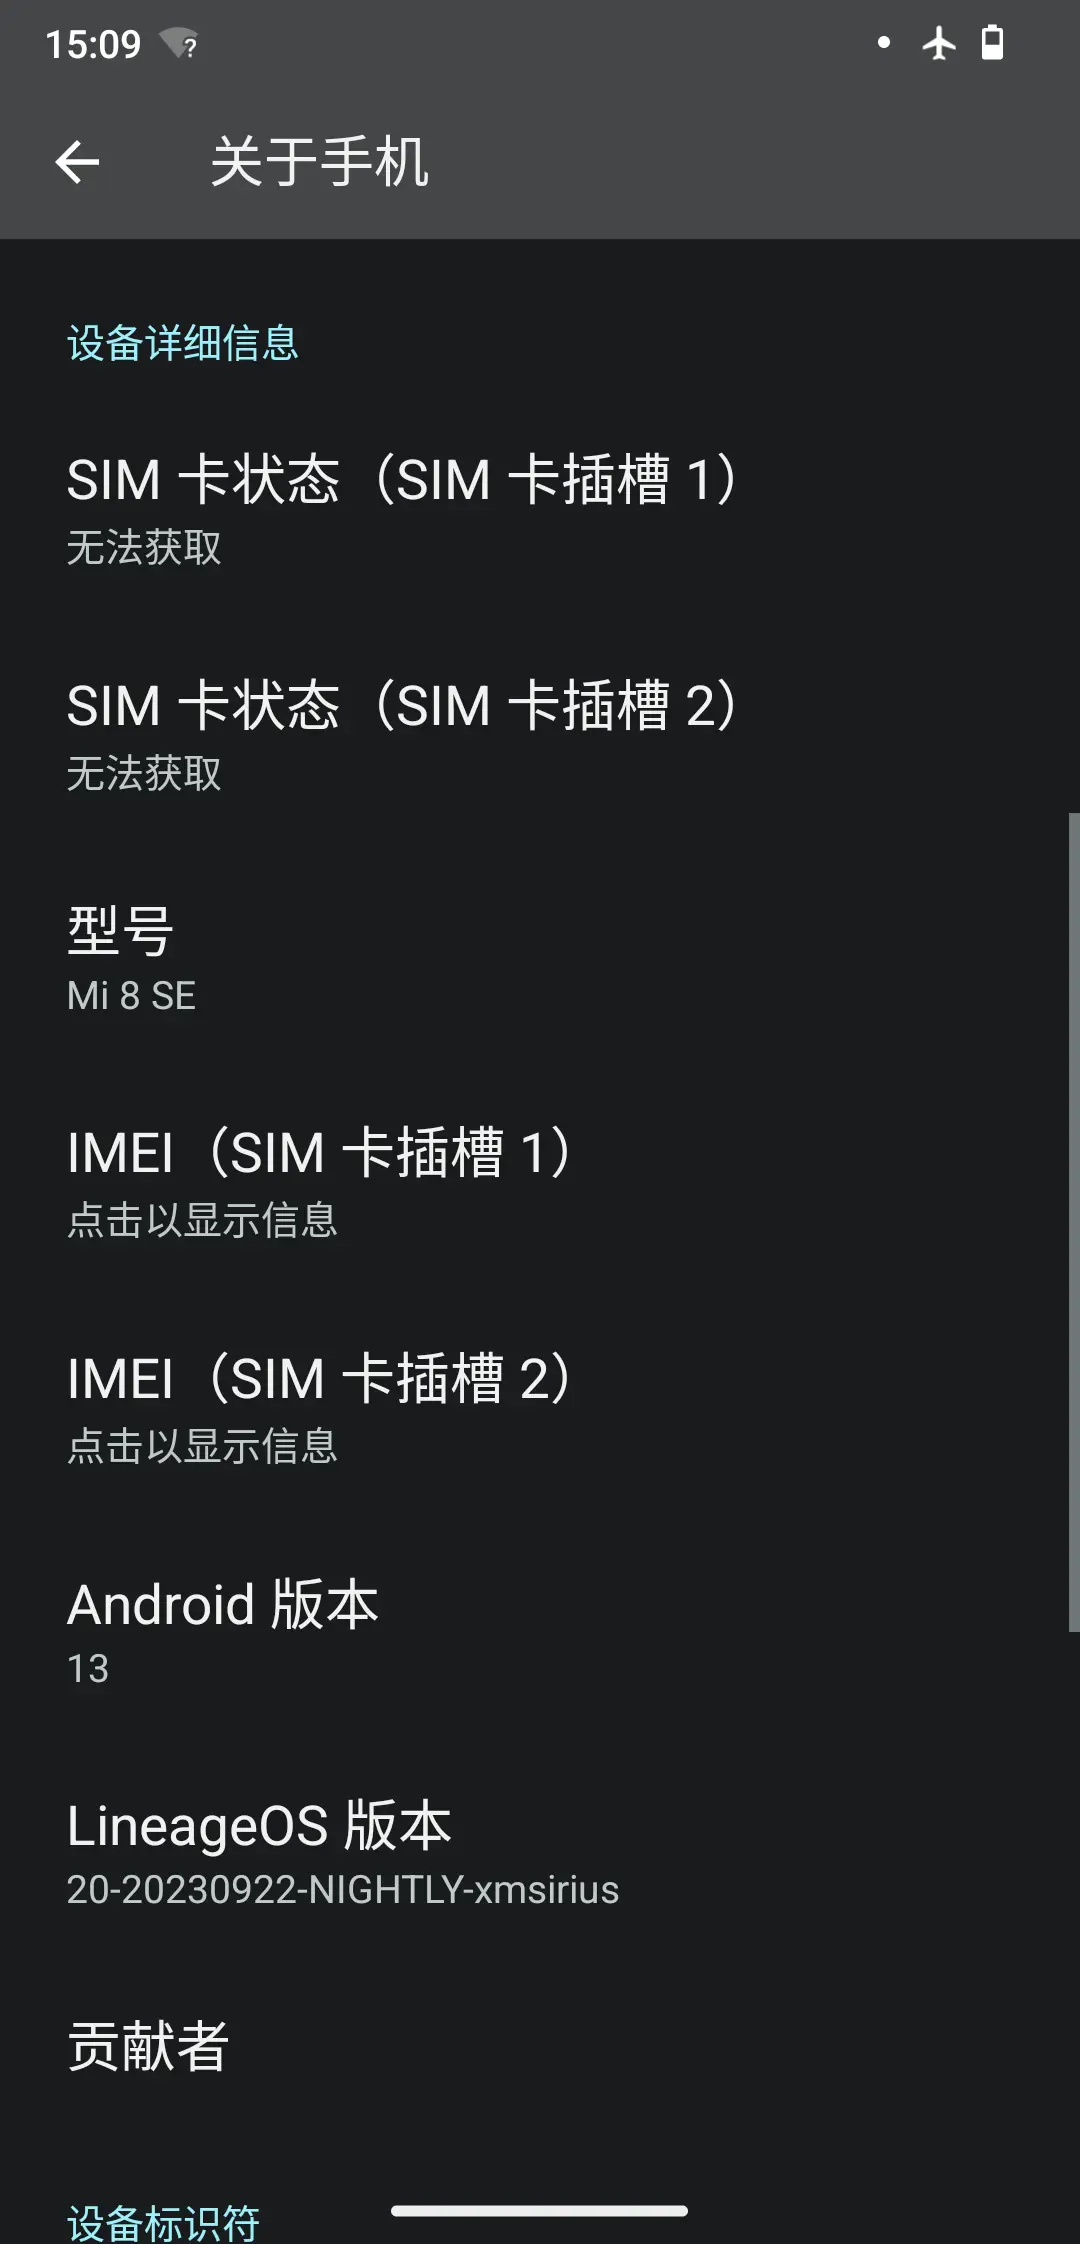 15:09
关于手机
设备详细信息
SIM 卡状态（SIM 卡插槽 1）
无法获取
SIM 卡状态（SIM 卡插槽 2）
无法获取
型号
Mi 8 SE
IMEI（SIM 卡插槽 1）
点击以显示信息
IMEI（SIM 卡插槽 2）
点击以显示信息
Android 版本
13
LineageOS 版本
20-20230922-NIGHTLY-xmsirius
贡献者
设备标识符